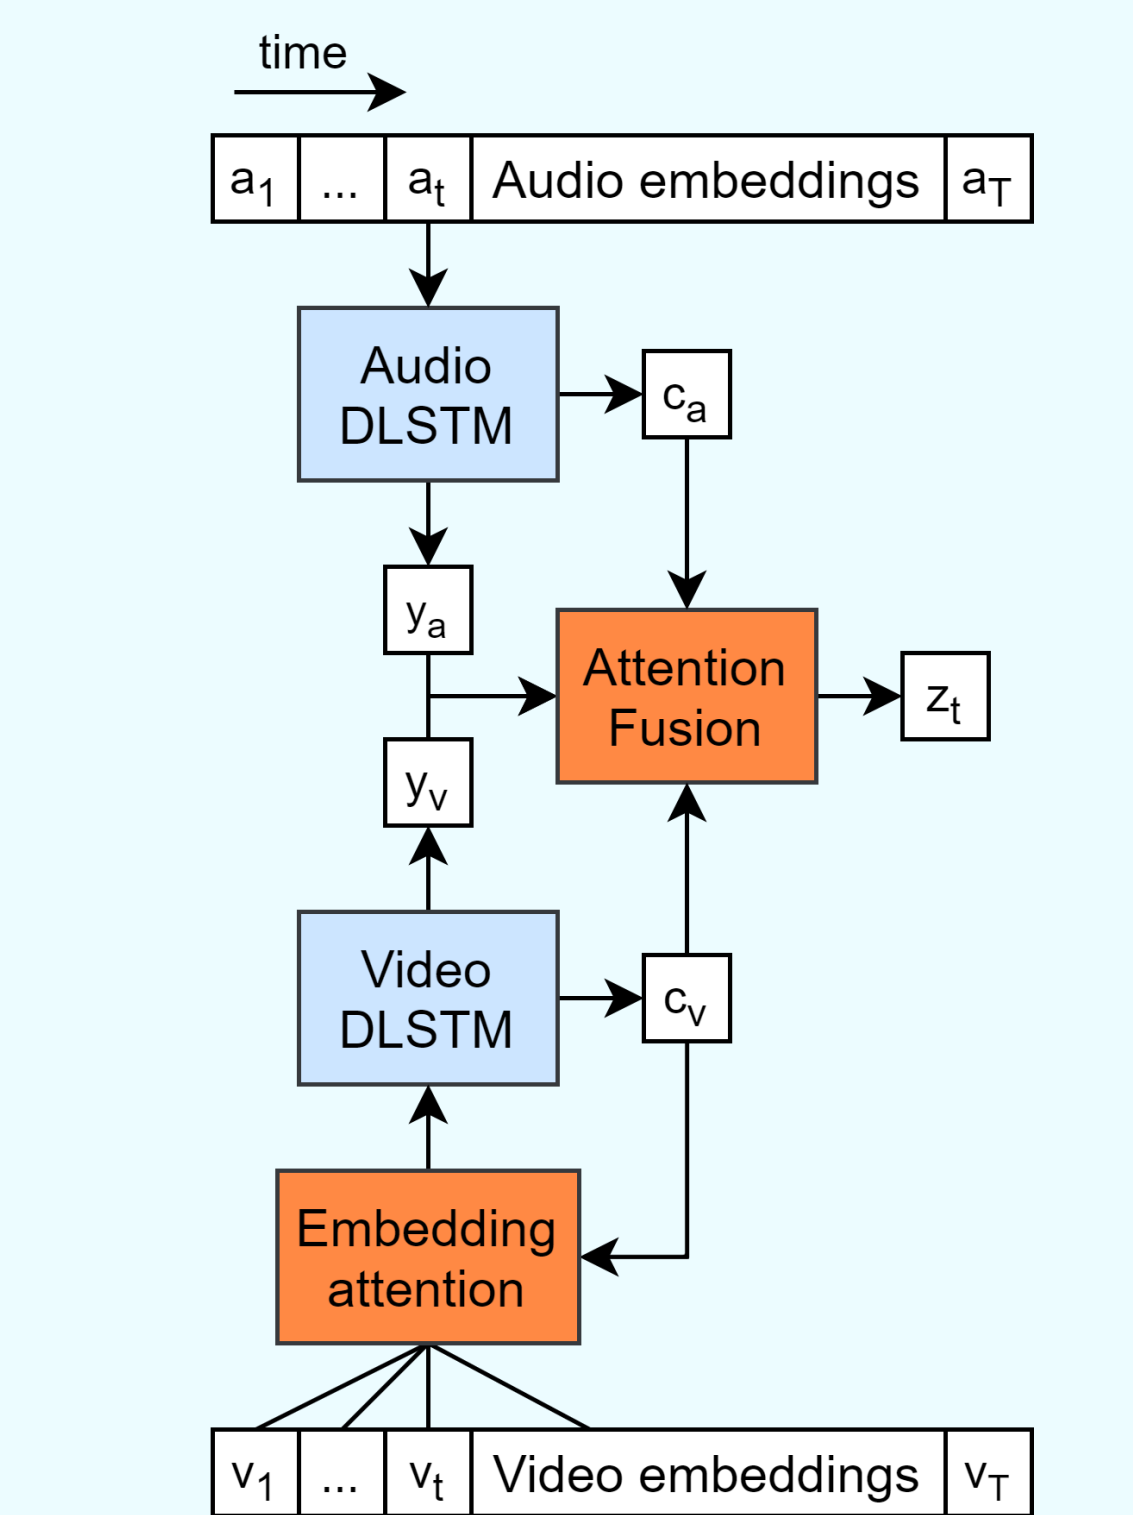 time
a1 ... at Audio embeddings aT
Audio
DLSTM
ca
ya
Attention
Fusion
zt
yv
Video
DLSTM
cv
Embedding
attention
v1 ... vt Video embeddings vT